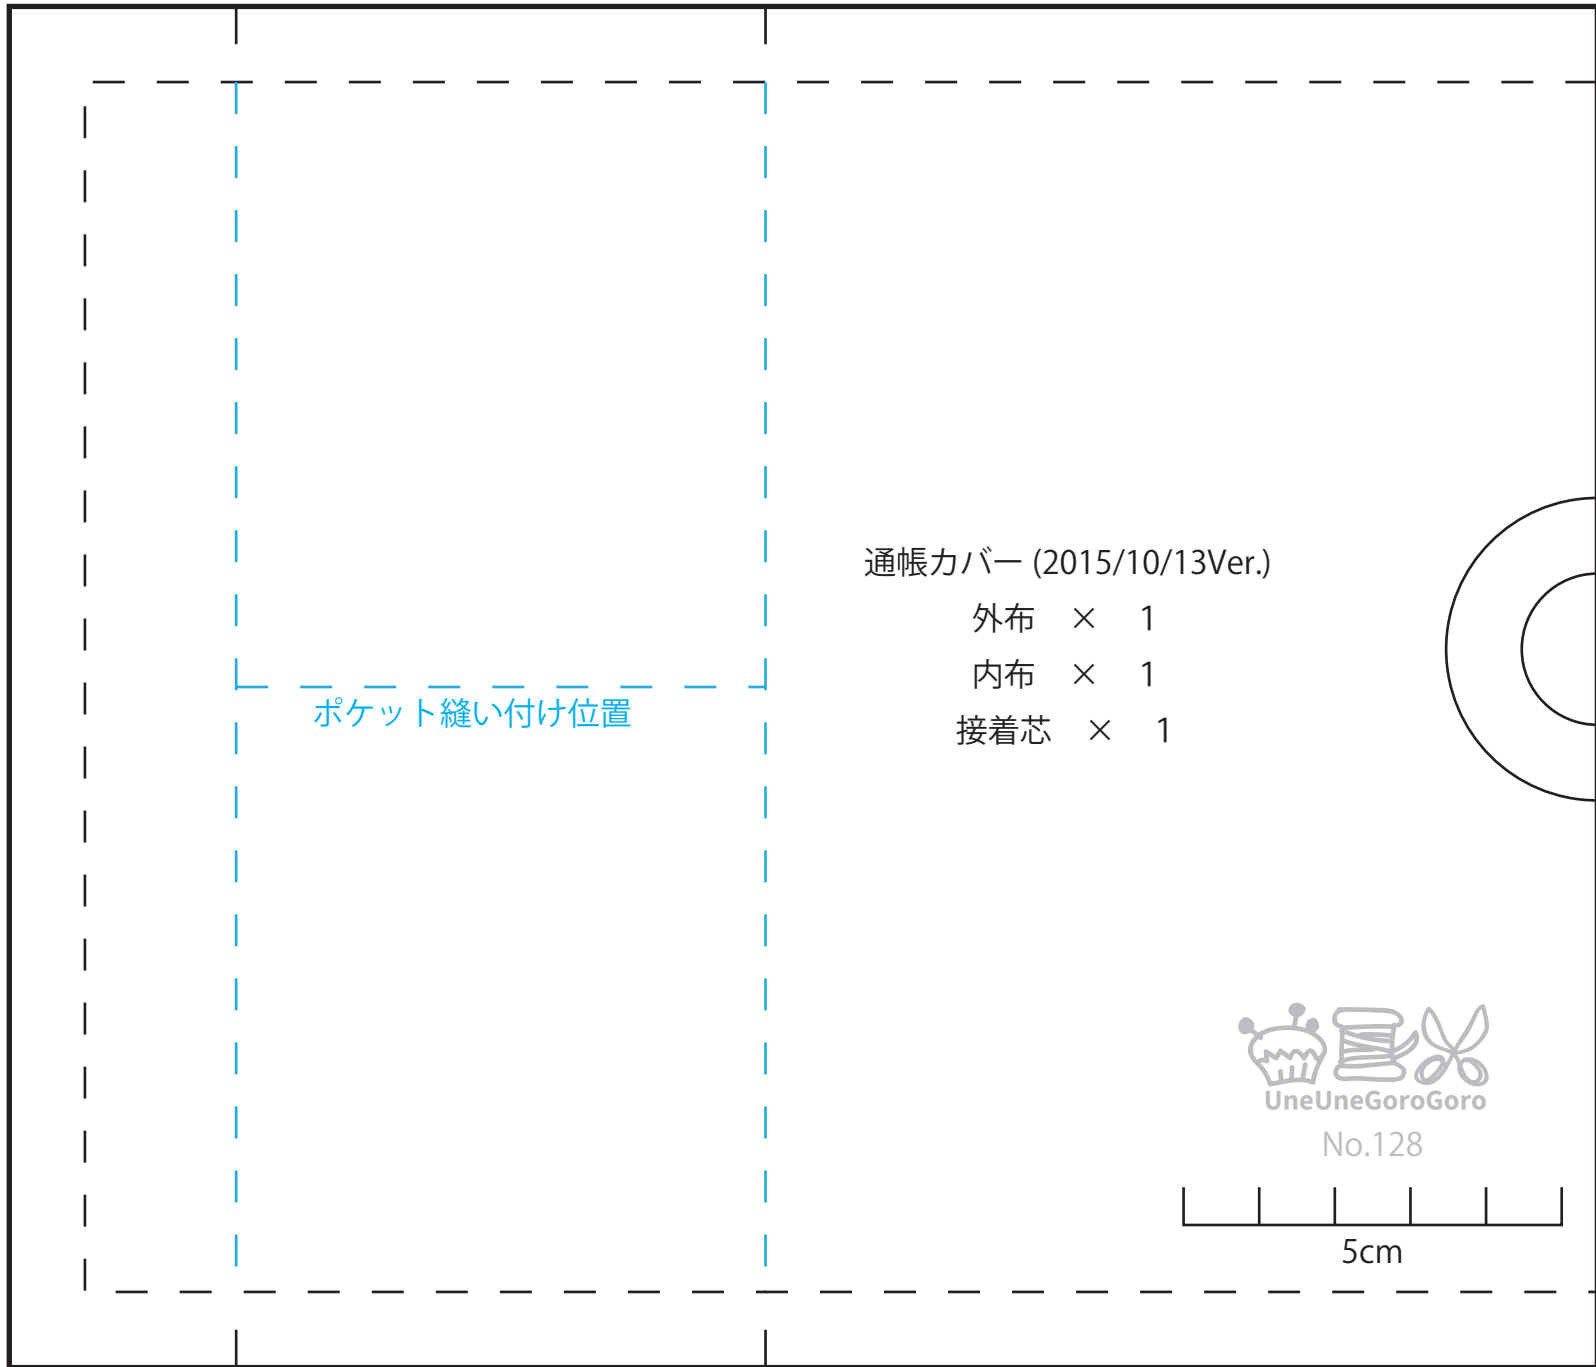 通帳カバー (2015/10/13Ver.)
外布　×　1
内布　×　1
接着芯　×　1
ポケット縫い付け位置
UneUneGoroGoro
No.128
5cm